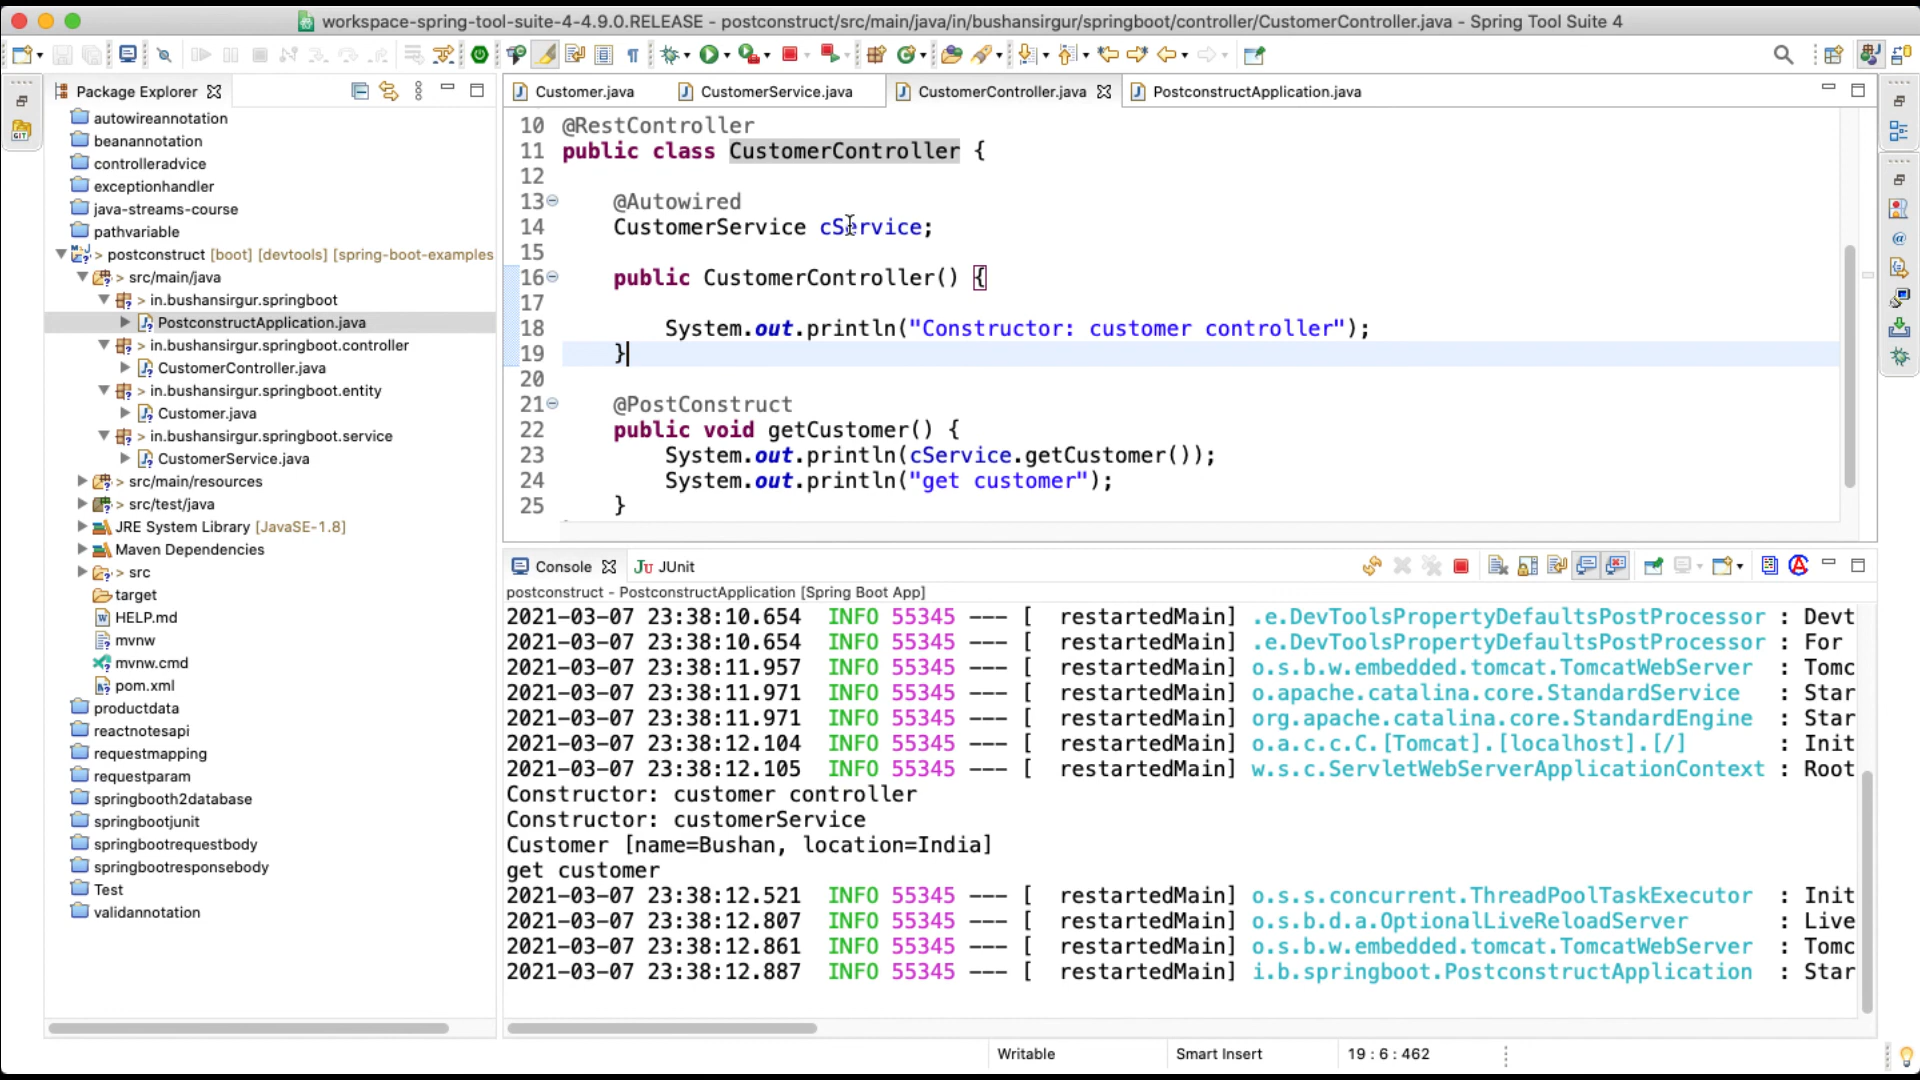 workspace-spring-tool-suite-4-4.9.0.RELEASE - postconstruct/src/main/java/in/bushansirgur/springboot/controller/CustomerController.java - Spring Tool Suite 4
Package Explorer
autowireannotation
beanannotation
controlleradvice
exceptionhandler
java-streams-course
pathvariable
> postconstruct [boot] [devtools] [spring-boot-examples
> src/main/java
> in.bushansirgur.springboot
PostconstructApplication.java
> in.bushansirgur.springboot.controller
CustomerController.java
> in.bushansirgur.springboot.entity
Customer.java
> in.bushansirgur.springboot.service
CustomerService.java
> src/main/resources
> src/test/java
JRE System Library [JavaSE-1.8]
Maven Dependencies
> src
target
HELP.md
mvnw
mvnw.cmd
pom.xml
productdata
reactnotesapi
requestmapping
requestparam
springbooth2database
springbootjunit
springbootrequestbody
springbootresponsebody
Test
validannotation
Customer.java
CustomerService.java
CustomerController.java
PostconstructApplication.java
10 @RestController
11 public class CustomerController {
12
13 @Autowired
14 CustomerService cService;
15
16 public CustomerController() {
17
18 System.out.println("Constructor: customer controller");
19 }
20
21 @PostConstruct
22 public void getCustomer() {
23 System.out.println(cService.getCustomer());
24 System.out.println("get customer");
25 }
Console
JUnit
postconstruct - PostconstructApplication [Spring Boot App]
2021-03-07 23:38:10.654 INFO 55345 --- [ restartedMain] .e.DevToolsPropertyDefaultsPostProcessor : Devt
2021-03-07 23:38:10.654 INFO 55345 --- [ restartedMain] .e.DevToolsPropertyDefaultsPostProcessor : For
2021-03-07 23:38:11.957 INFO 55345 --- [ restartedMain] o.s.b.w.embedded.tomcat.TomcatWebServer : Tomc
2021-03-07 23:38:11.971 INFO 55345 --- [ restartedMain] o.apache.catalina.core.StandardService : Star
2021-03-07 23:38:11.971 INFO 55345 --- [ restartedMain] org.apache.catalina.core.StandardEngine : Star
2021-03-07 23:38:12.104 INFO 55345 --- [ restartedMain] o.a.c.c.C.[Tomcat].[localhost].[/] : Init
2021-03-07 23:38:12.105 INFO 55345 --- [ restartedMain] w.s.c.ServletWebServerApplicationContext : Root
Constructor: customer controller
Constructor: customerService
Customer [name=Bushan, location=India]
get customer
2021-03-07 23:38:12.521 INFO 55345 --- [ restartedMain] o.s.s.concurrent.ThreadPoolTaskExecutor : Init
2021-03-07 23:38:12.807 INFO 55345 --- [ restartedMain] o.s.b.d.a.OptionalLiveReloadServer : Live
2021-03-07 23:38:12.861 INFO 55345 --- [ restartedMain] o.s.b.w.embedded.tomcat.TomcatWebServer : Tomc
2021-03-07 23:38:12.887 INFO 55345 --- [ restartedMain] i.b.springboot.PostconstructApplication : Star
Writable
Smart Insert
19 : 6 : 462